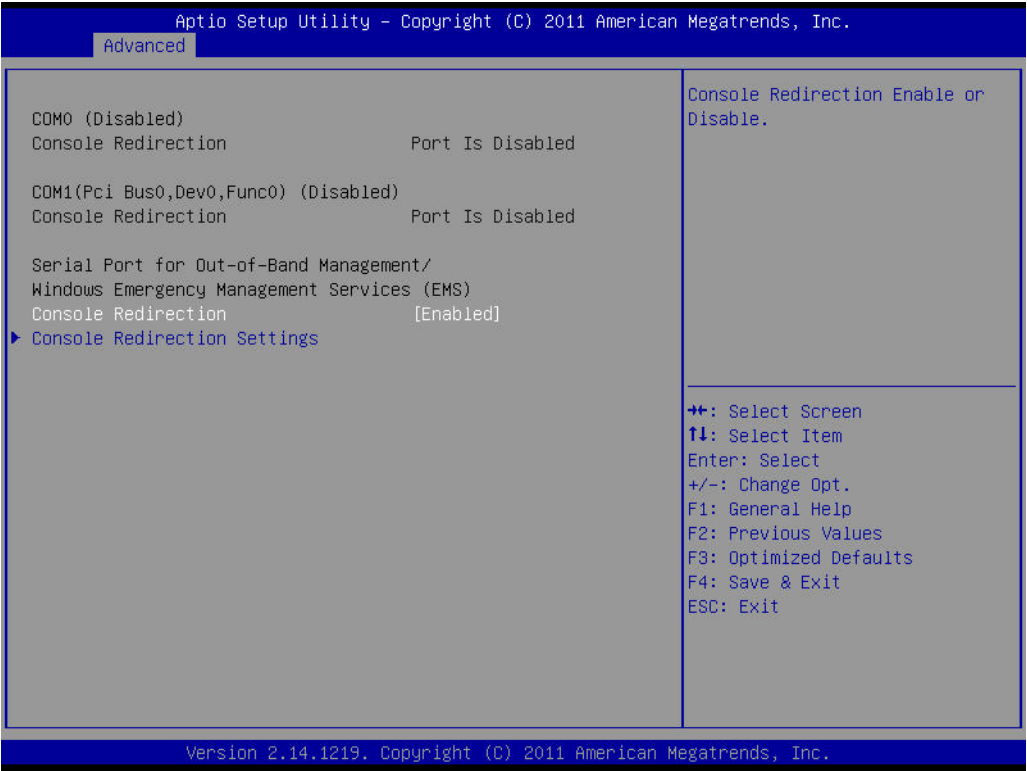 Aptio Setup Utility – Copyright (C) 2011 American Megatrends, Inc.
Advanced
COM0 (Disabled)
Console Redirection Port Is Disabled
COM1(Pci Bus0,Dev0,Func0) (Disabled)
Console Redirection Port Is Disabled
Serial Port for Out-of-Band Management/
Windows Emergency Management Services (EMS)
Console Redirection [Enabled]
Console Redirection Settings
Console Redirection Enable or
Disable.
→←: Select Screen
↑↓: Select Item
Enter: Select
+/-: Change Opt.
F1: General Help
F2: Previous Values
F3: Optimized Defaults
F4: Save & Exit
ESC: Exit
Version 2.14.1219. Copyright (C) 2011 American Megatrends, Inc.